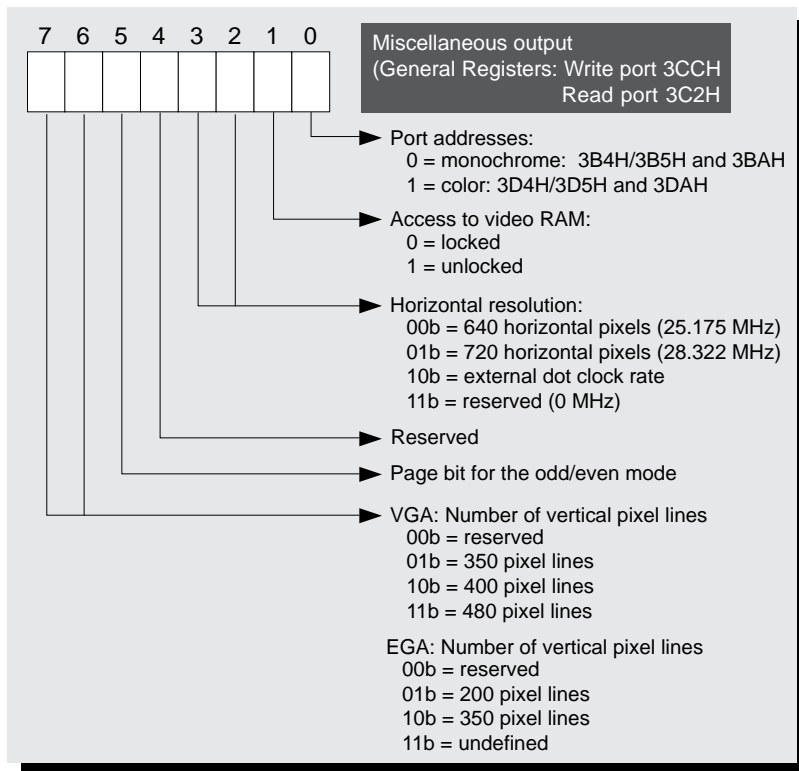 7 6 5 4 3 2 1 0
Miscellaneous output
(General Registers: Write port 3CCH
Read port 3C2H
Port addresses:
0 = monochrome: 3B4H/3B5H and 3BAH
1 = color: 3D4H/3D5H and 3DAH
Access to video RAM:
0 = locked
1 = unlocked
Horizontal resolution:
00b = 640 horizontal pixels (25.175 MHz)
01b = 720 horizontal pixels (28.322 MHz)
10b = external dot clock rate
11b = reserved (0 MHz)
Reserved
Page bit for the odd/even mode
VGA: Number of vertical pixel lines
00b = reserved
01b = 350 pixel lines
10b = 400 pixel lines
11b = 480 pixel lines
EGA: Number of vertical pixel lines
00b = reserved
01b = 200 pixel lines
10b = 350 pixel lines
11b = undefined